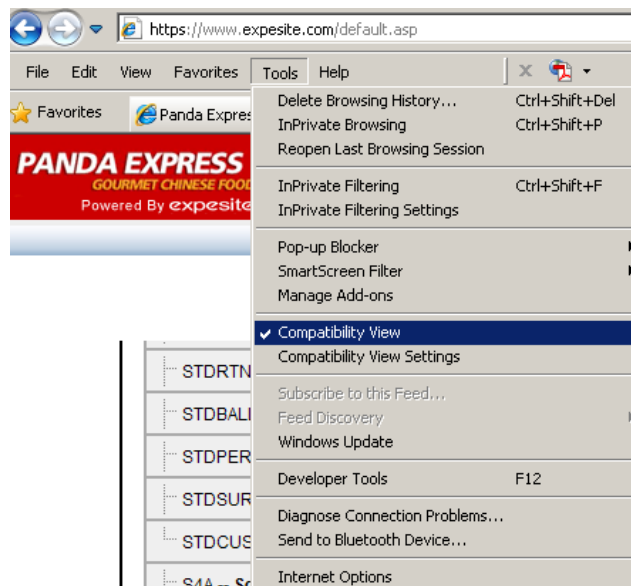 https://www.expesite.com/default.asp
File Edit View Favorites Tools Help
Favorites Panda Expres
PANDA EXPRESS
GOURMET CHINESE FOOD
Powered By expesite
Delete Browsing History... Ctrl+Shift+Del
InPrivate Browsing Ctrl+Shift+P
Reopen Last Browsing Session
InPrivate Filtering Ctrl+Shift+F
InPrivate Filtering Settings
Pop-up Blocker
SmartScreen Filter
Manage Add-ons
Compatibility View
Compatibility View Settings
Subscribe to this Feed...
Feed Discovery
Windows Update
Developer Tools F12
Diagnose Connection Problems...
Send to Bluetooth Device...
Internet Options
STDRTN
STDBAL
STDPER
STDSUR
STDCUS
S4A --